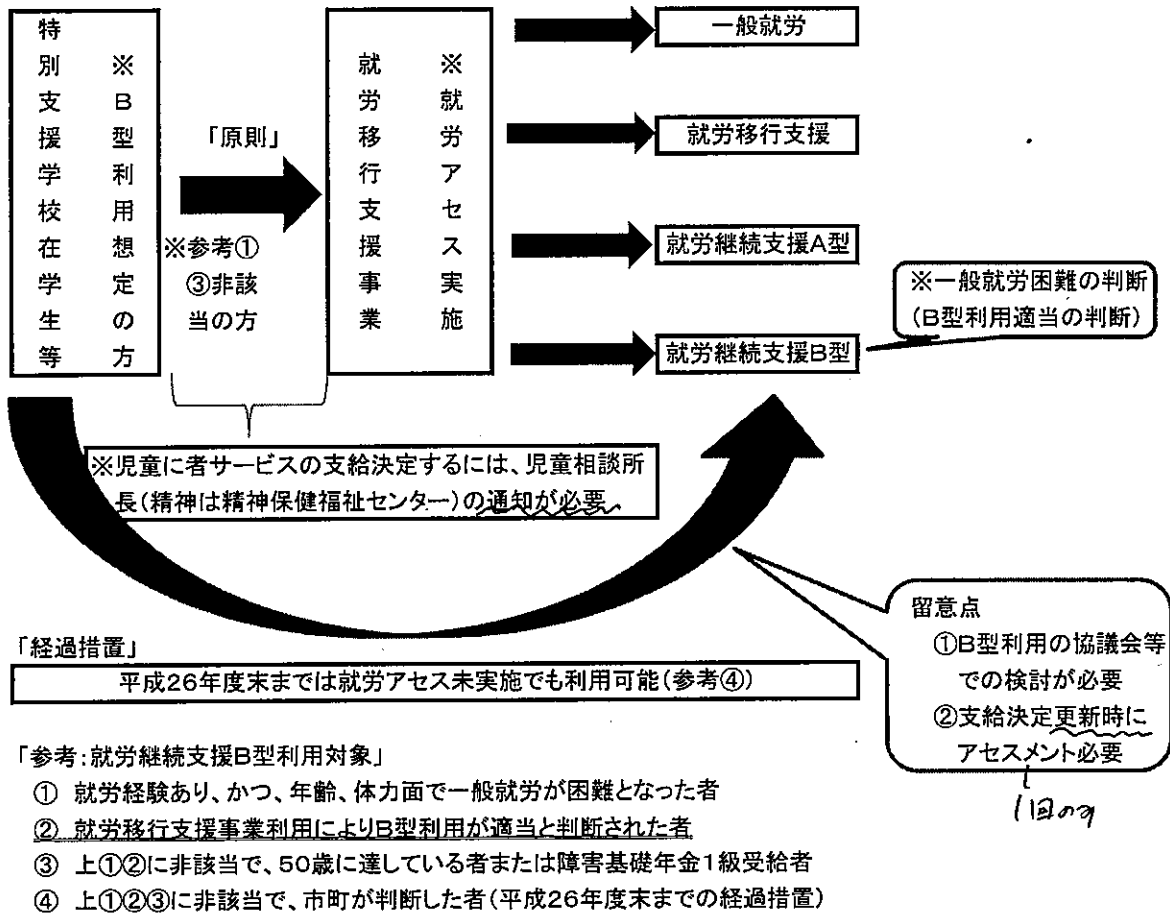 特別支援学校在学生等
※B型利用想定の方
「原則」
※参考①
③非該
当の方
就労移行支援事業
※就労アセス実施
一般就労
就労移行支援
就労継続支援A型
就労継続支援B型
※一般就労困難の判断
(B型利用適当の判断)
※児童に者サービスの支給決定するには、児童相談所
長(精神は精神保健福祉センター)の通知が必要
留意点
①B型利用の協議会等
での検討が必要
②支給決定更新時に
アセスメント必要
1回のみ
「経過措置」
平成26年度末までは就労アセス未実施でも利用可能(参考④)
「参考:就労継続支援B型利用対象」
① 就労経験あり、かつ、年齢、体力面で一般就労が困難となった者
② 就労移行支援事業利用によりB型利用が適当と判断された者
③ 上①②に非該当で、50歳に達している者または障害基礎年金1級受給者
④ 上①②③に非該当で、市町が判断した者(平成26年度末までの経過措置)